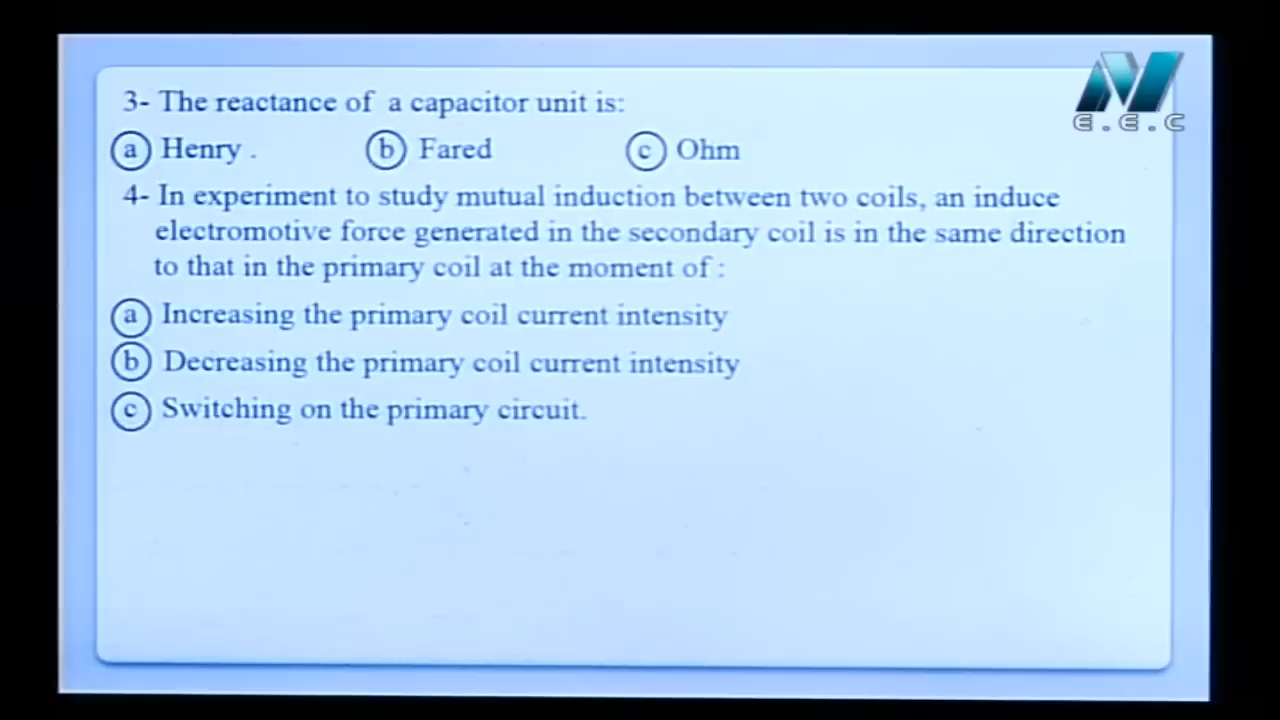 3- The reactance of a capacitor unit is:
a Henry . b Fared c Ohm
4- In experiment to study mutual induction between two coils, an induce
electromotive force generated in the secondary coil is in the same direction
to that in the primary coil at the moment of :
a Increasing the primary coil current intensity
b Decreasing the primary coil current intensity
c Switching on the primary circuit.
E.E.C